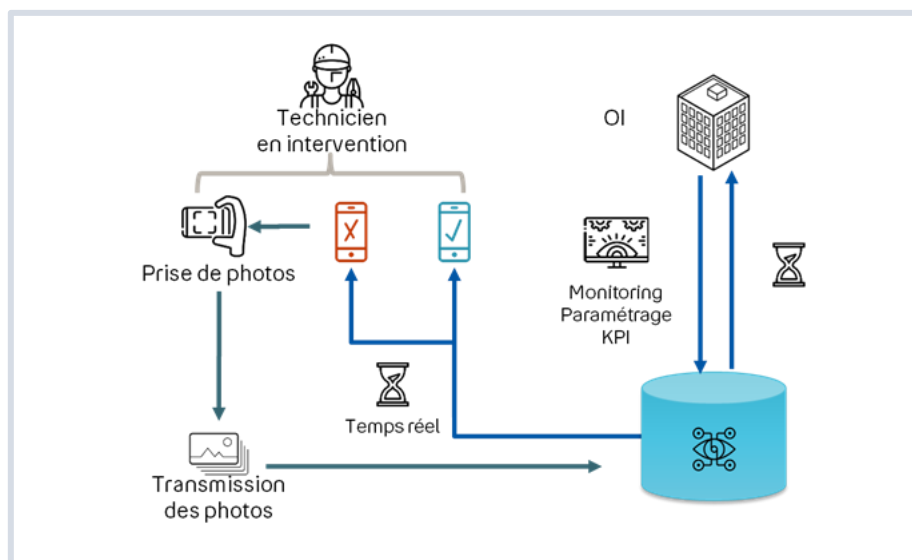 Technicien
en intervention
OI
Prise de photos
Monitoring
Paramétrage
KPI
Temps réel
Transmission
des photos